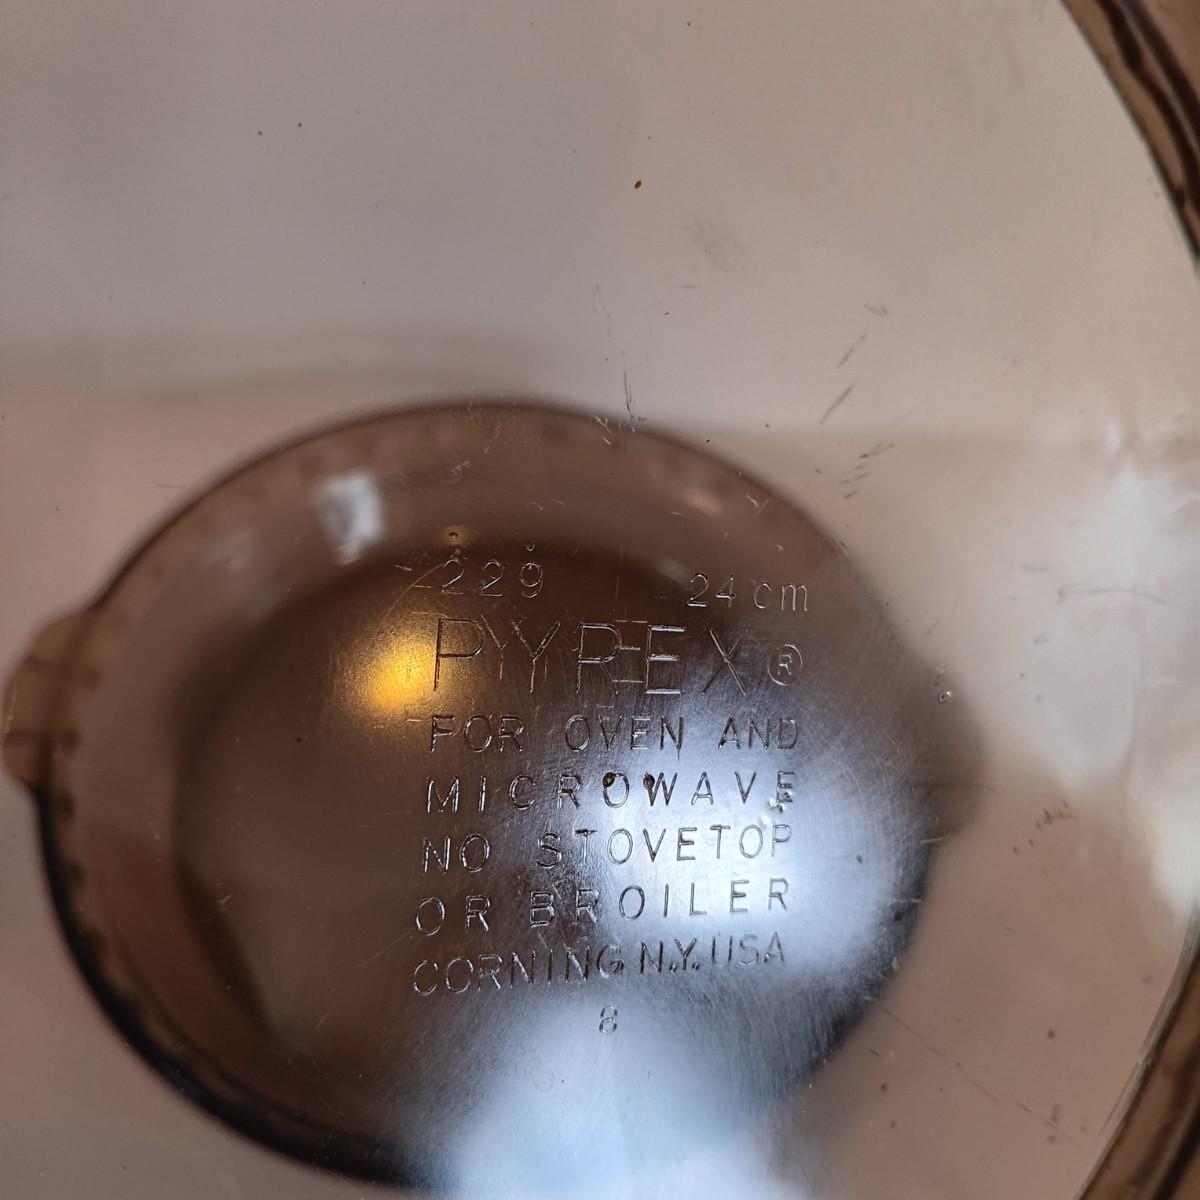 229 24 cm
PYREX®
FOR OVEN AND
MICROWAVE
NO STOVETOP
OR BROILER
CORNING N.Y. USA
8